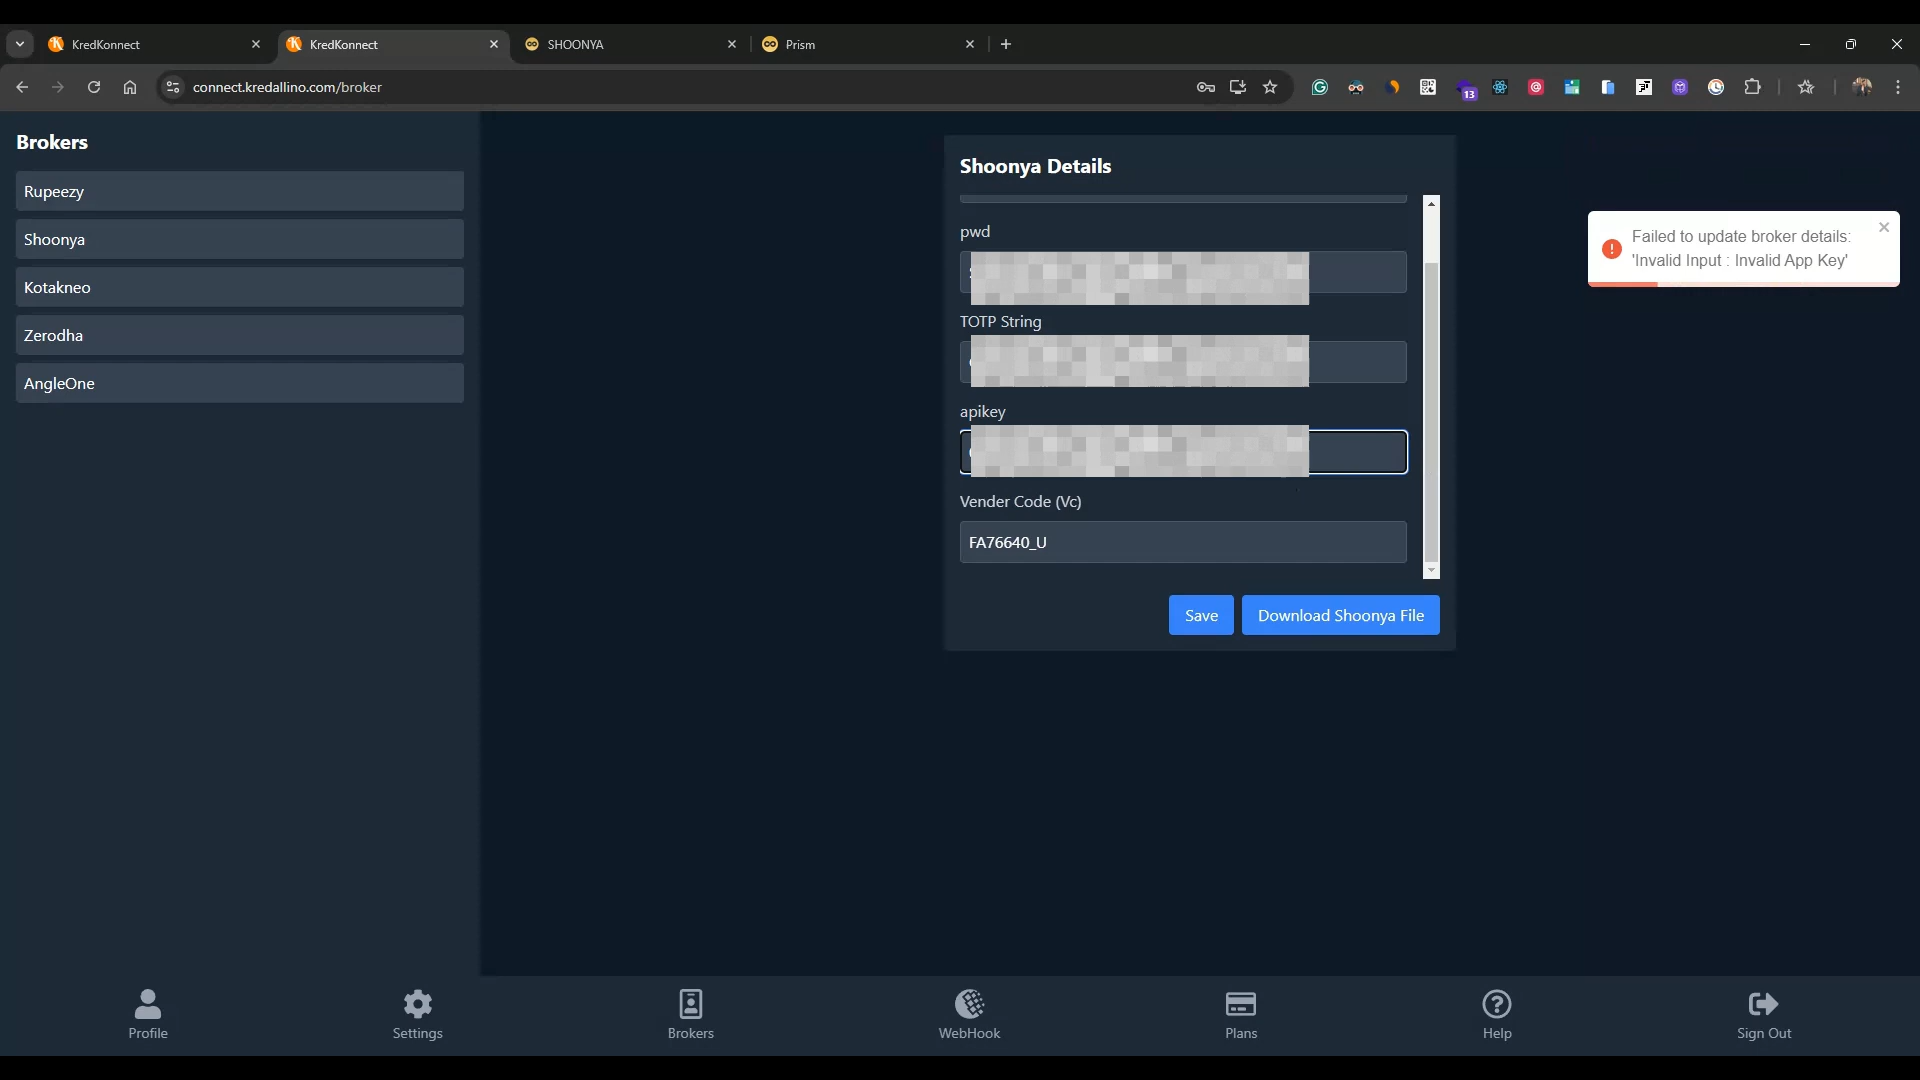 KredKonnect
KredKonnect
SHOONYA
Prism
connect.kredallino.com/broker
13
Brokers
Rupeezy
Shoonya
Kotakneo
Zerodha
AngleOne
Shoonya Details
pwd
TOTP String
apikey
Vender Code (Vc)
FA76640_U
Save
Download Shoonya File
Failed to update broker details:
'Invalid Input : Invalid App Key'
Profile
Settings
Brokers
WebHook
Plans
Help
Sign Out